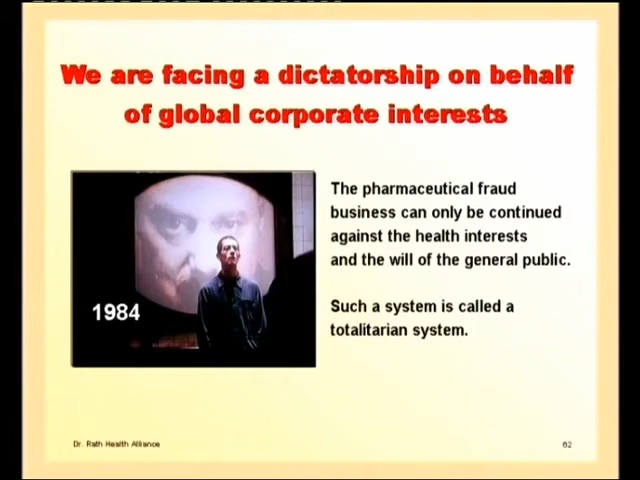 We are facing a dictatorship on behalf
of global corporate interests
The pharmaceutical fraud
business can only be continued
against the health interests
and the will of the general public.
1984
Such a system is called a
totalitarian system.
Dr. Rath Health Alliance
62